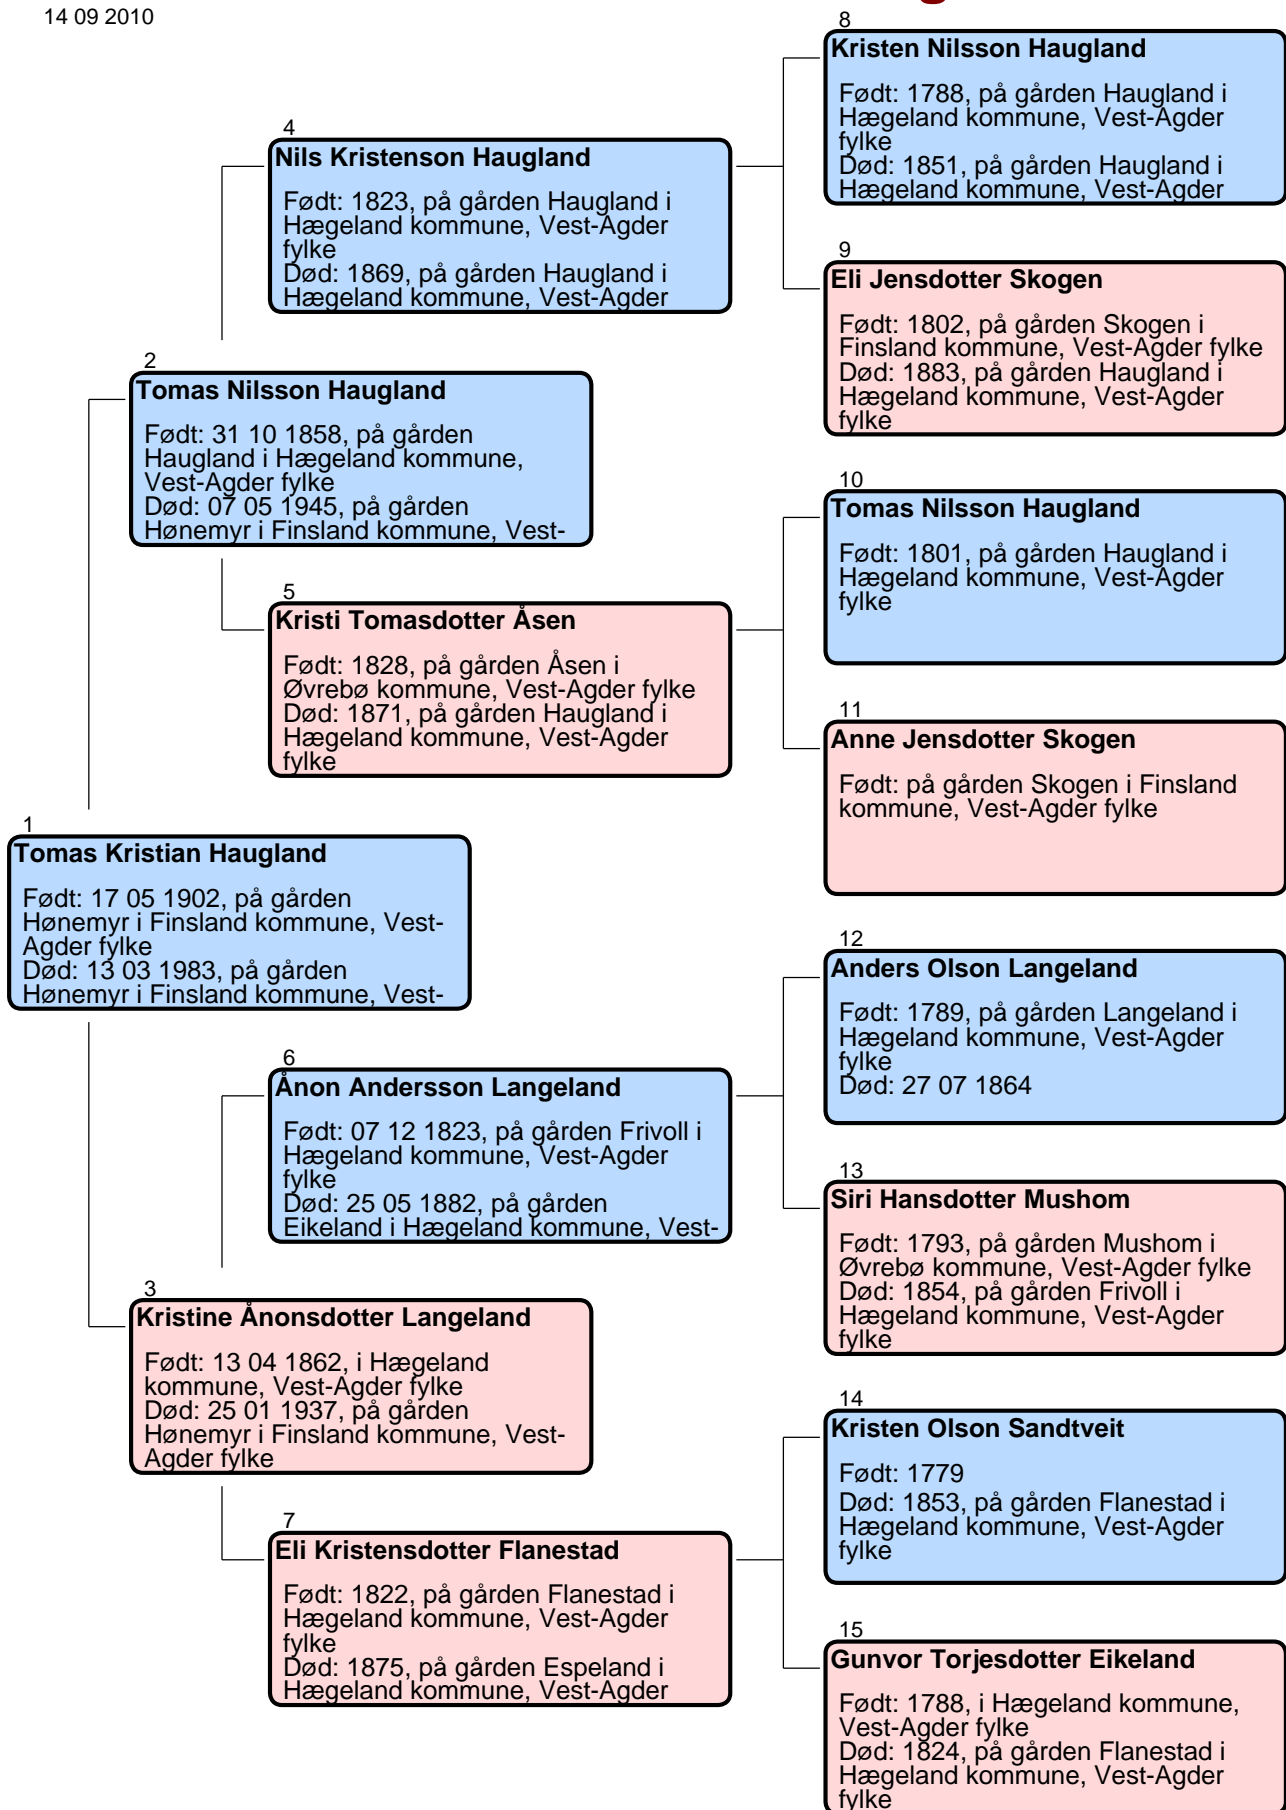 14 09 2010
8
Kristen Nilsson Haugland
Født: 1788, på gården Haugland i
Hægeland kommune, Vest-Agder
fylke
Død: 1851, på gården Haugland i
Hægeland kommune, Vest-Agder
4
Nils Kristenson Haugland
Født: 1823, på gården Haugland i
Hægeland kommune, Vest-Agder
fylke
Død: 1869, på gården Haugland i
Hægeland kommune, Vest-Agder
9
Eli Jensdotter Skogen
Født: 1802, på gården Skogen i
Finsland kommune, Vest-Agder fylke
Død: 1883, på gården Haugland i
Hægeland kommune, Vest-Agder
fylke
2
Tomas Nilsson Haugland
Født: 31 10 1858, på gården
Haugland i Hægeland kommune,
Vest-Agder fylke
Død: 07 05 1945, på gården
Hønemyr i Finsland kommune, Vest-
10
Tomas Nilsson Haugland
Født: 1801, på gården Haugland i
Hægeland kommune, Vest-Agder
fylke
5
Kristi Tomasdotter Åsen
Født: 1828, på gården Åsen i
Øvrebø kommune, Vest-Agder fylke
Død: 1871, på gården Haugland i
Hægeland kommune, Vest-Agder
fylke
11
Anne Jensdotter Skogen
Født: på gården Skogen i Finsland
kommune, Vest-Agder fylke
1
Tomas Kristian Haugland
Født: 17 05 1902, på gården
Hønemyr i Finsland kommune, Vest-
Agder fylke
Død: 13 03 1983, på gården
Hønemyr i Finsland kommune, Vest-
12
Anders Olson Langeland
Født: 1789, på gården Langeland i
Hægeland kommune, Vest-Agder
fylke
Død: 27 07 1864
6
Ånon Andersson Langeland
Født: 07 12 1823, på gården Frivoll i
Hægeland kommune, Vest-Agder
fylke
Død: 25 05 1882, på gården
Eikeland i Hægeland kommune, Vest-
13
Siri Hansdotter Mushom
Født: 1793, på gården Mushom i
Øvrebø kommune, Vest-Agder fylke
Død: 1854, på gården Frivoll i
Hægeland kommune, Vest-Agder
fylke
3
Kristine Ånonsdotter Langeland
Født: 13 04 1862, i Hægeland
kommune, Vest-Agder fylke
Død: 25 01 1937, på gården
Hønemyr i Finsland kommune, Vest-
Agder fylke
14
Kristen Olson Sandtveit
Født: 1779
Død: 1853, på gården Flanestad i
Hægeland kommune, Vest-Agder
fylke
7
Eli Kristensdotter Flanestad
Født: 1822, på gården Flanestad i
Hægeland kommune, Vest-Agder
fylke
Død: 1875, på gården Espeland i
Hægeland kommune, Vest-Agder
15
Gunvor Torjesdotter Eikeland
Født: 1788, i Hægeland kommune,
Vest-Agder fylke
Død: 1824, på gården Flanestad i
Hægeland kommune, Vest-Agder
fylke